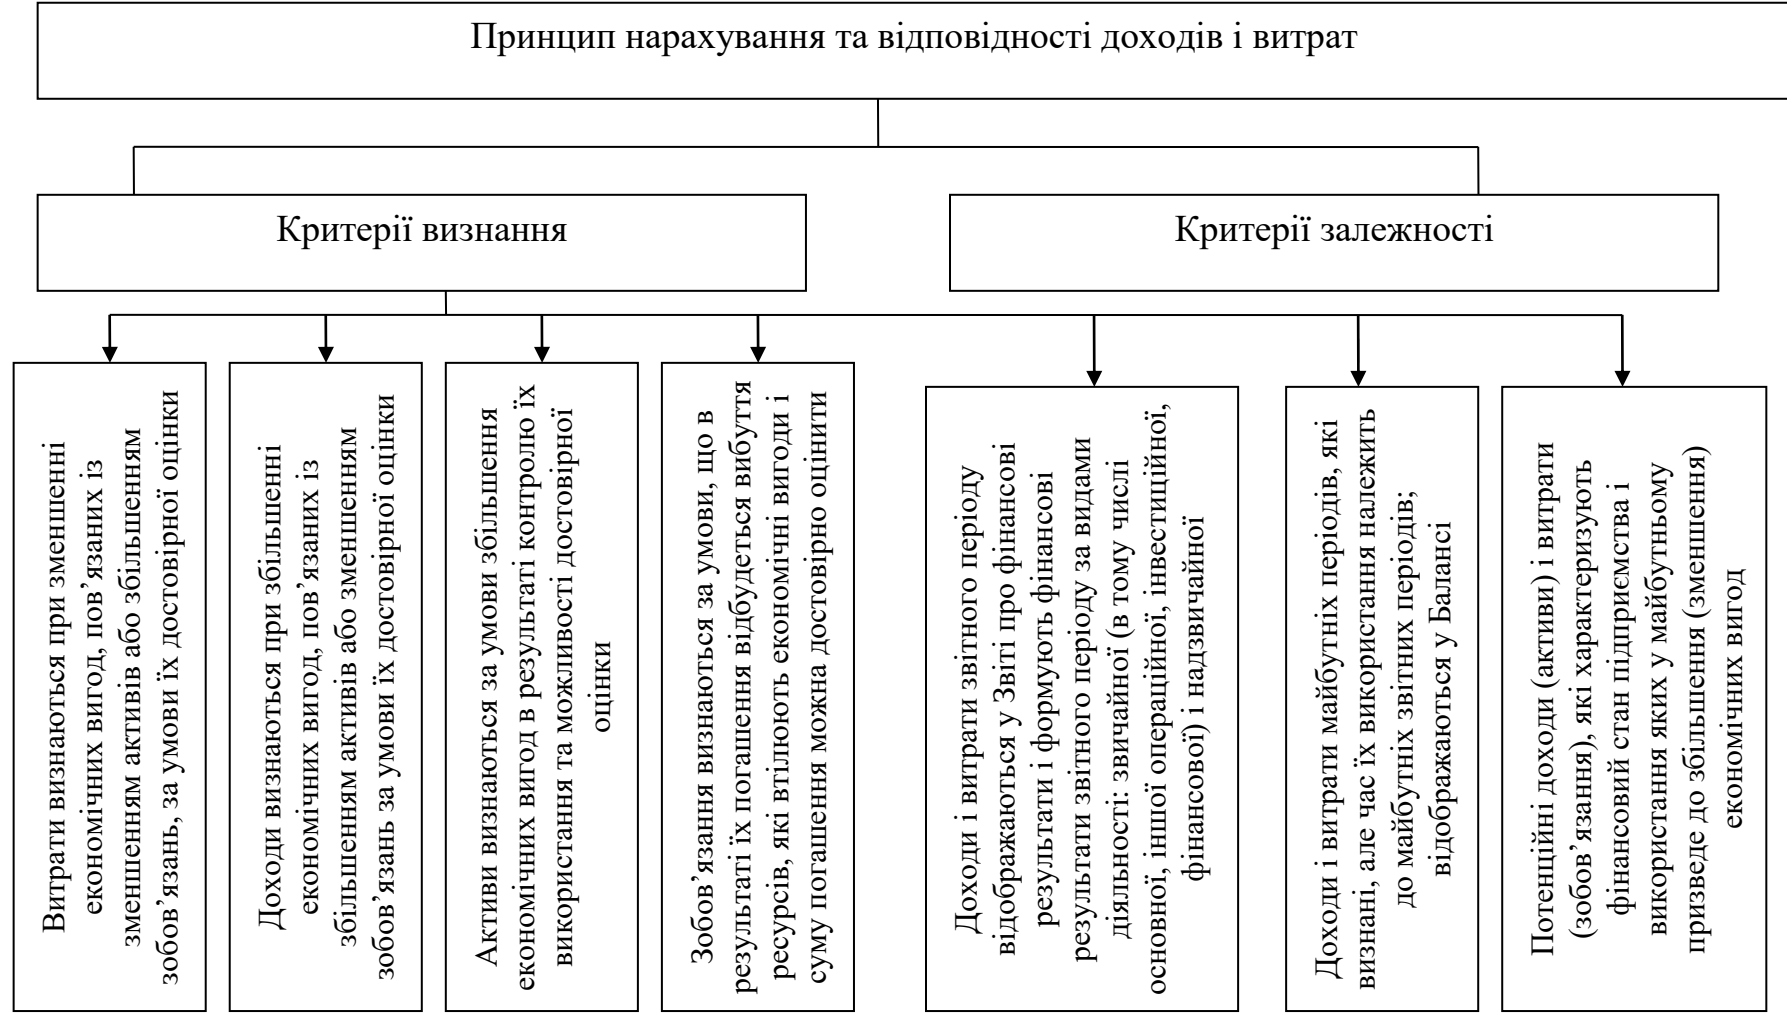 Принцип нарахування та відповідності доходів і витрат
Критерії визнання
Критерії залежності
Витрати визнаються при зменшенні
економічних вигод, пов’язаних із
зменшенням активів або збільшенням
зобов’язань, за умови їх достовірної оцінки
Доходи визнаються при збільшенні
економічних вигод, пов’язаних із
збільшенням активів або зменшенням
зобов’язань за умови їх достовірної оцінки
Активи визнаються за умови збільшення
економічних вигод в результаті контролю їх
використання та можливості достовірної
оцінки
Зобов’язання визнаються за умови, що в
результаті їх погашення відбудеться вибуття
ресурсів, які втілюють економічні вигоди і
суму погашення можна достовірно оцінити
Доходи і витрати звітного періоду
відображаються у Звіті про фінансові
результати і формують фінансові
результати звітного періоду за видами
діяльності: звичайної (в тому числі
основної, іншої операційної, інвестиційної,
фінансової) і надзвичайної
Доходи і витрати майбутніх періодів, які
визнані, але час їх використання належить
до майбутніх звітних періодів;
відображаються у Балансі
Потенційні доходи (активи) і витрати
(зобов’язання), які характеризують
фінансовий стан підприємства і
використання яких у майбутньому
призведе до збільшення (зменшення)
економічних вигод